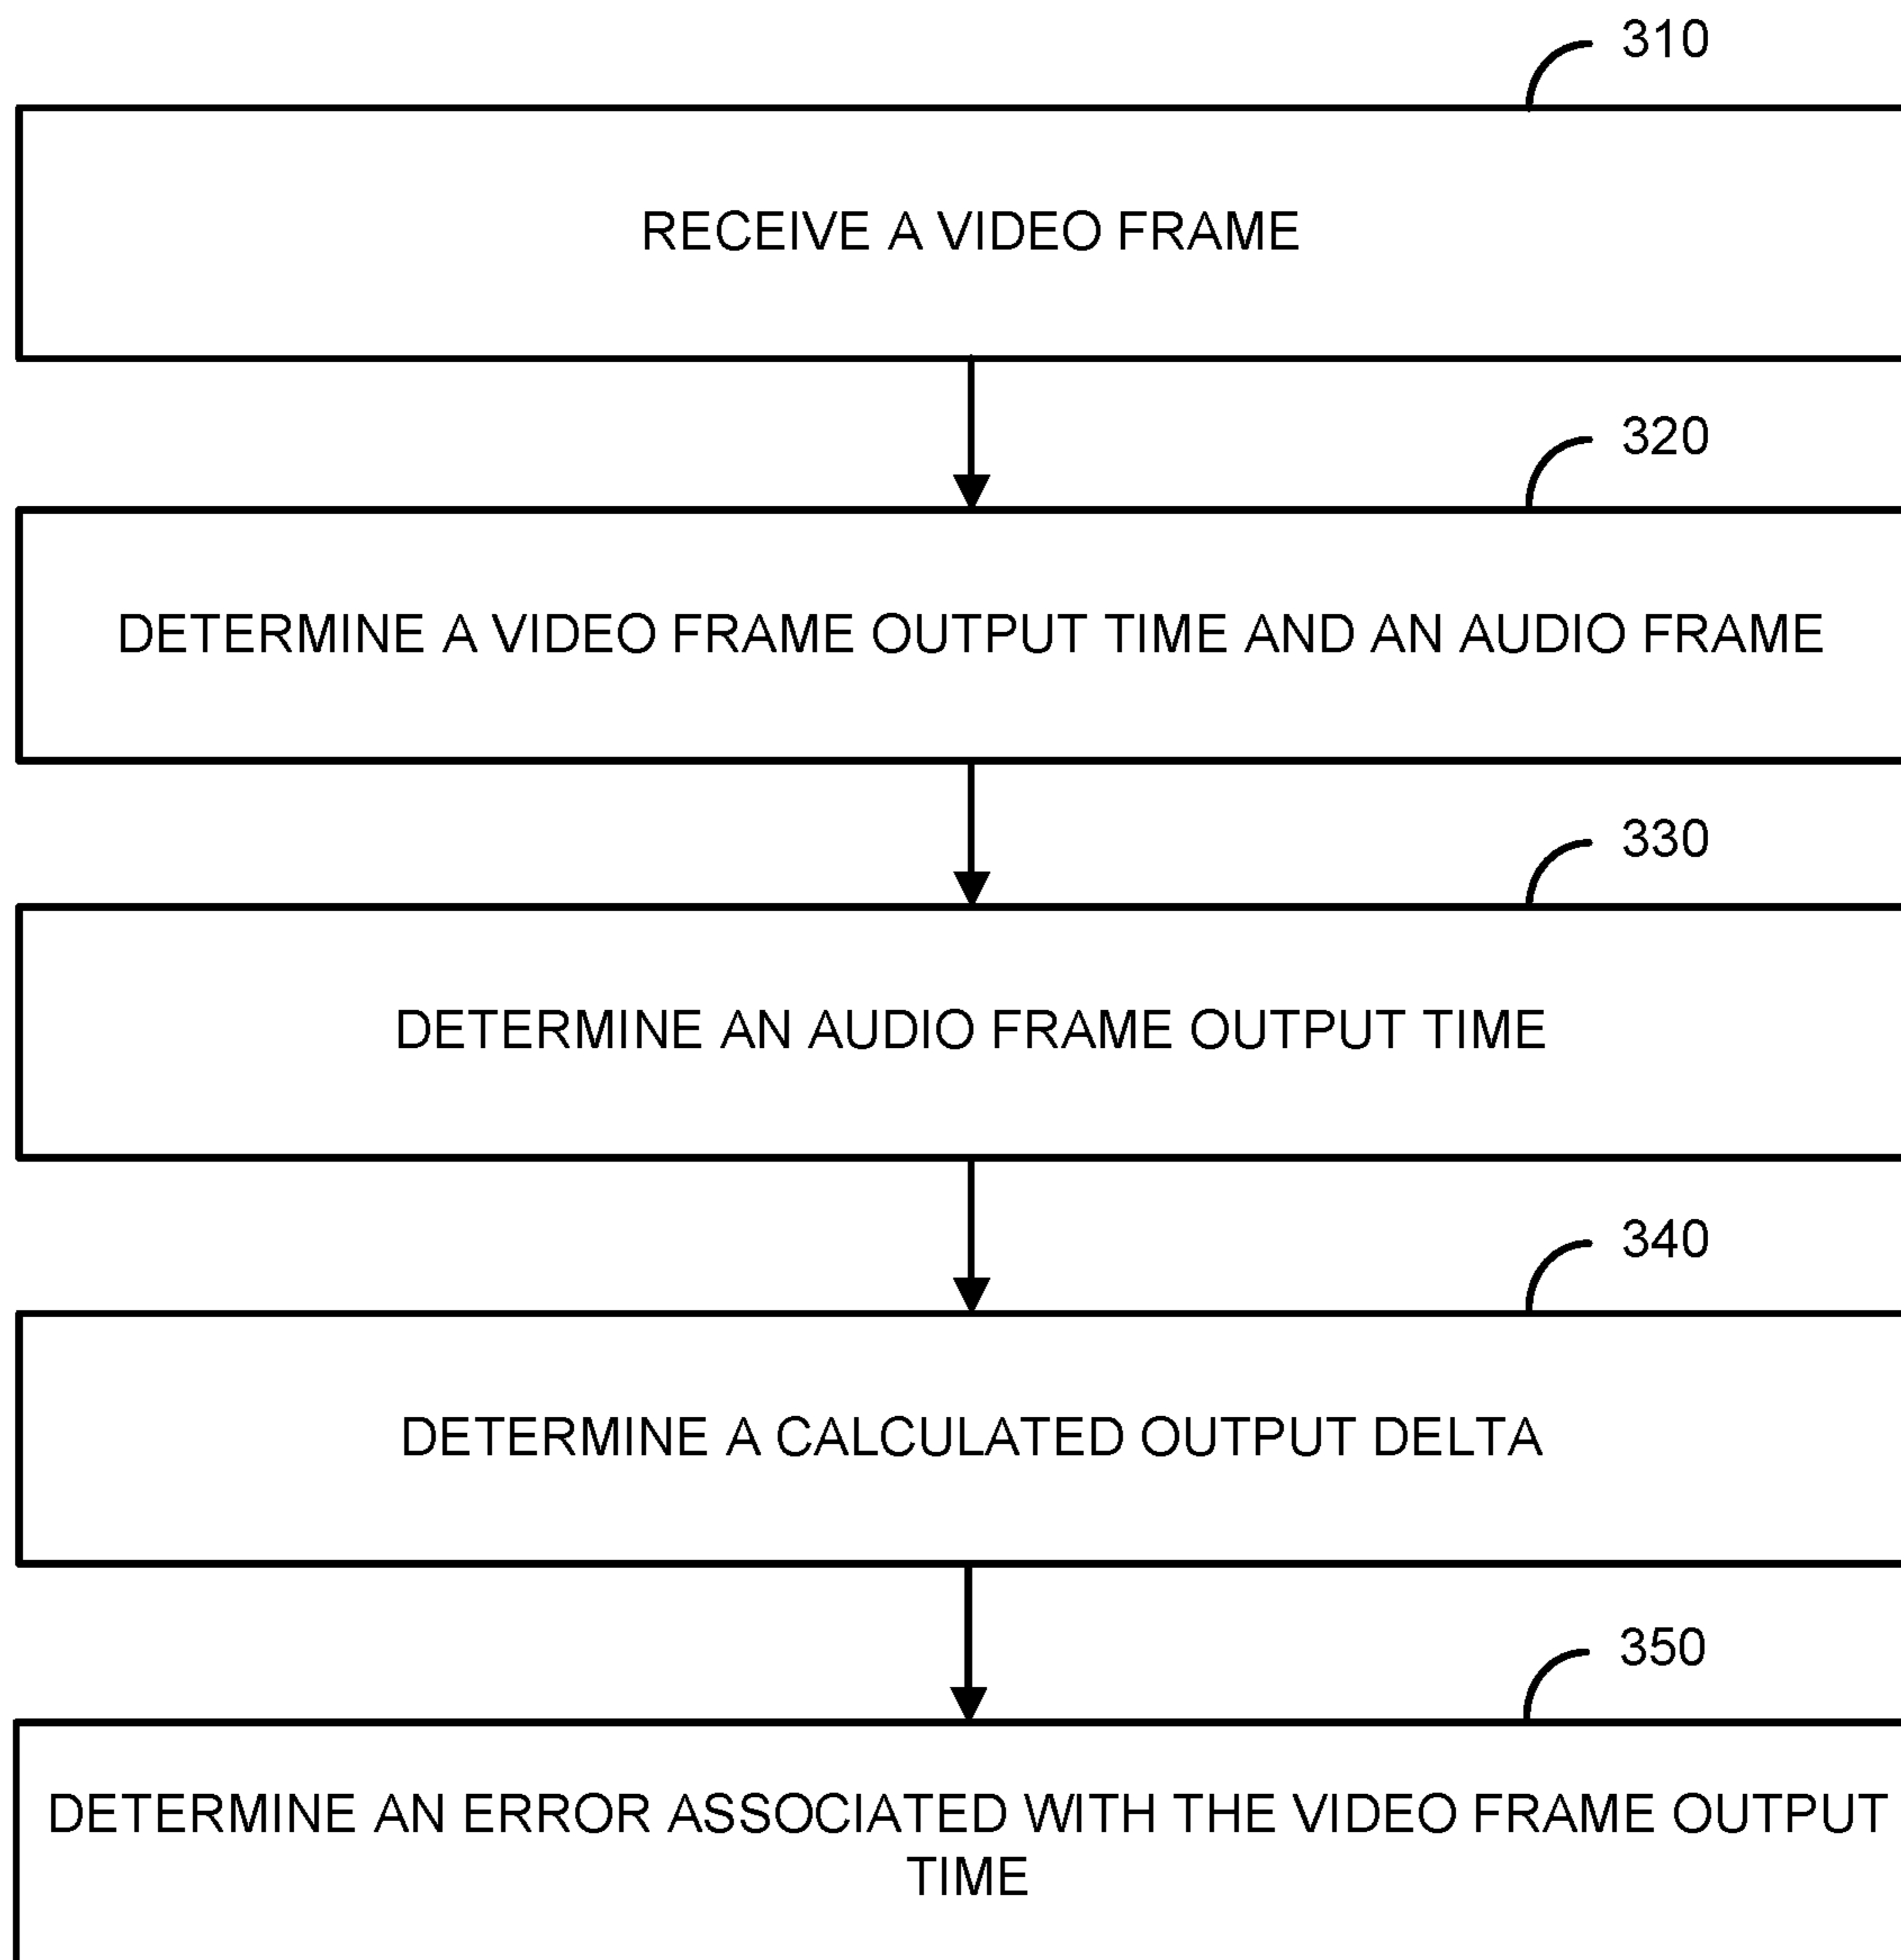 310
RECEIVE A VIDEO FRAME
320
DETERMINE A VIDEO FRAME OUTPUT TIME AND AN AUDIO FRAME
330
DETERMINE AN AUDIO FRAME OUTPUT TIME
340
DETERMINE A CALCULATED OUTPUT DELTA
350
DETERMINE AN ERROR ASSOCIATED WITH THE VIDEO FRAME OUTPUT
TIME